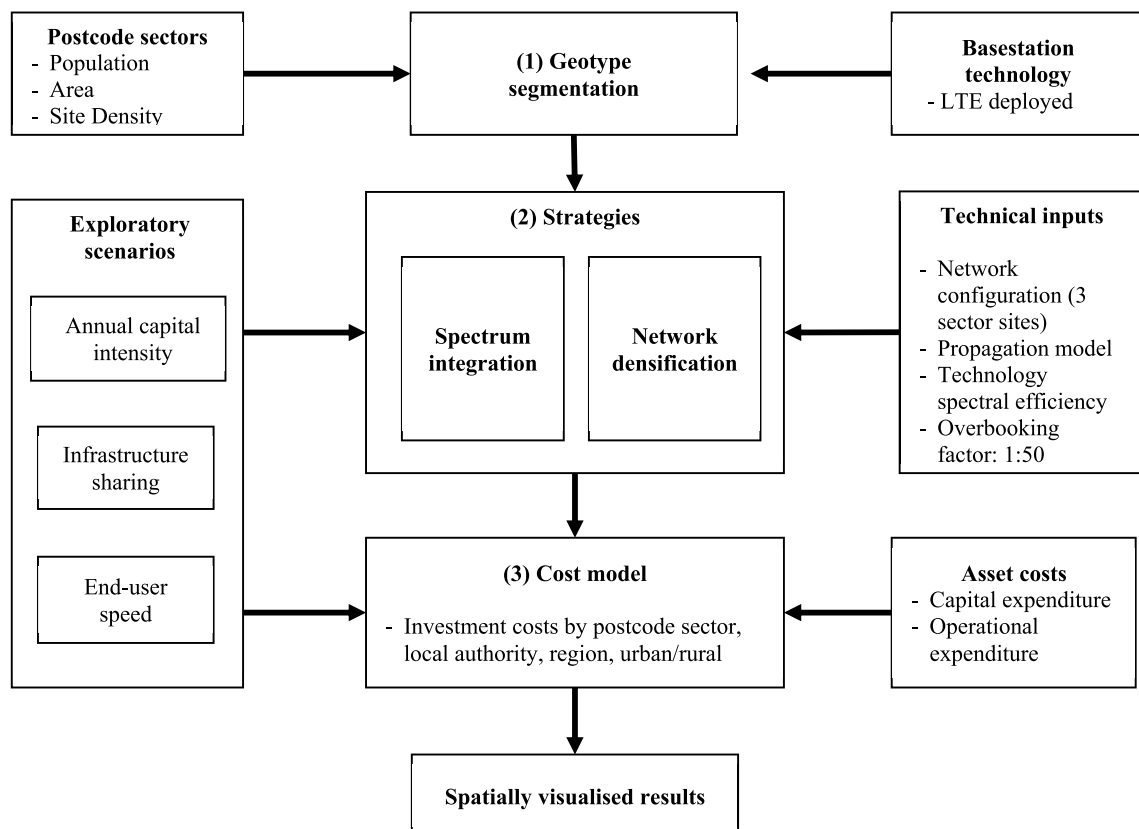 Postcode sectors
- Population
- Area
- Site Density
(1) Geotype
segmentation
Basestation
technology
- LTE deployed
Exploratory
scenarios
Annual capital
intensity
Infrastructure
sharing
End-user
speed
(2) Strategies
Spectrum
integration
Network
densification
Technical inputs
- Network
configuration (3
sector sites)
- Propagation model
- Technology
spectral efficiency
- Overbooking
factor: 1:50
(3) Cost model
- Investment costs by postcode sector,
local authority, region, urban/rural
Asset costs
- Capital expenditure
- Operational
expenditure
Spatially visualised results